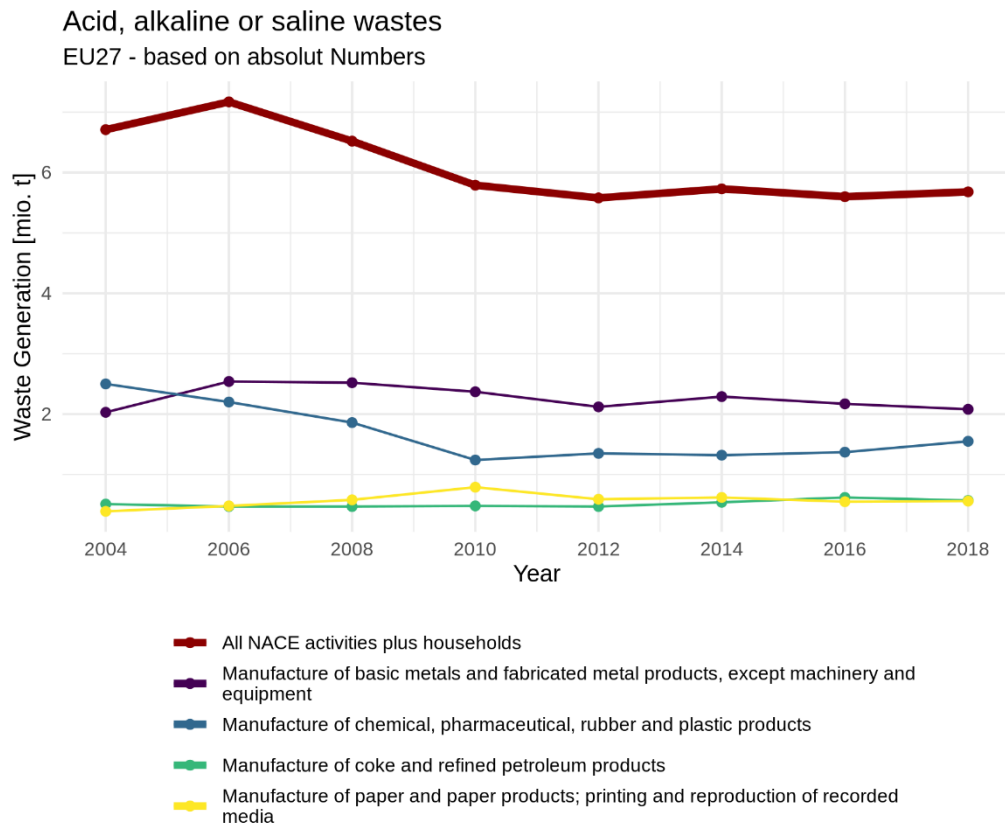 Acid, alkaline or saline wastes
EU27 - based on absolut Numbers
Waste Generation [mio. t]
6
4
2
2004 2006 2008 2010 2012 2014 2016 2018
Year
All NACE activities plus households
Manufacture of basic metals and fabricated metal products, except machinery and
equipment
Manufacture of chemical, pharmaceutical, rubber and plastic products
Manufacture of coke and refined petroleum products
Manufacture of paper and paper products; printing and reproduction of recorded
media